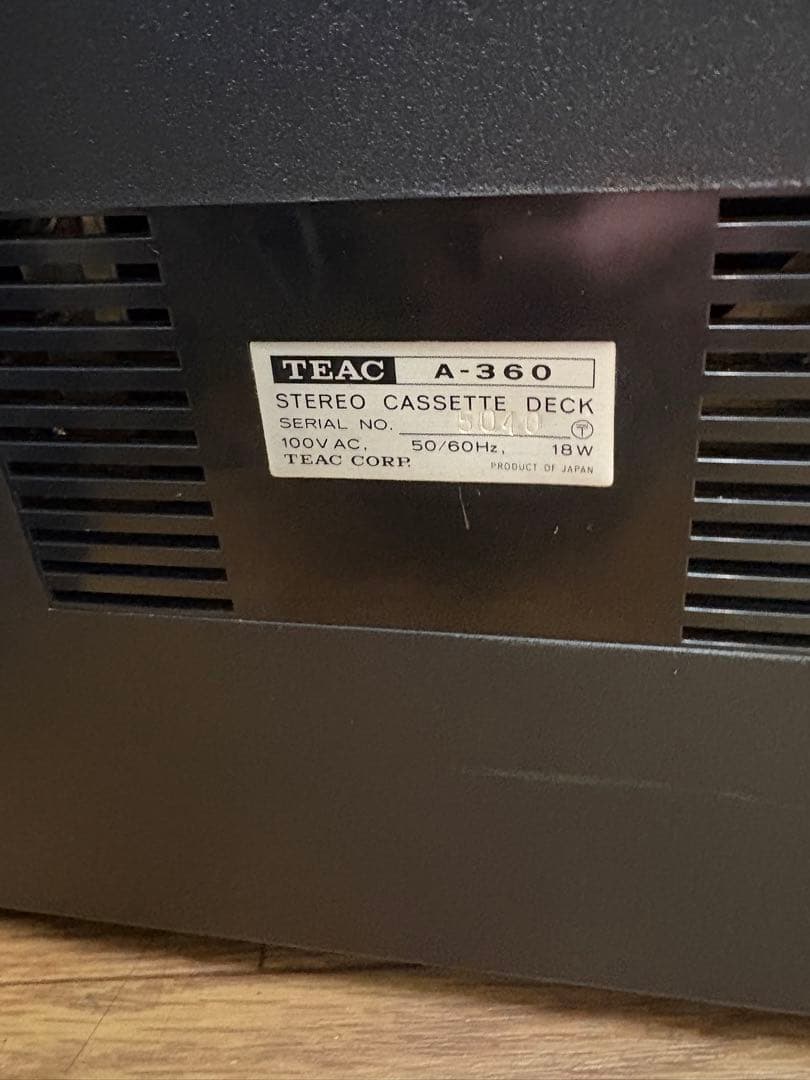 TEAC A-360
STEREO CASSETTE DECK
SERIAL NO. 5040
100V AC, 50/60Hz, 18W
TEAC CORP. PRODUCT OF JAPAN